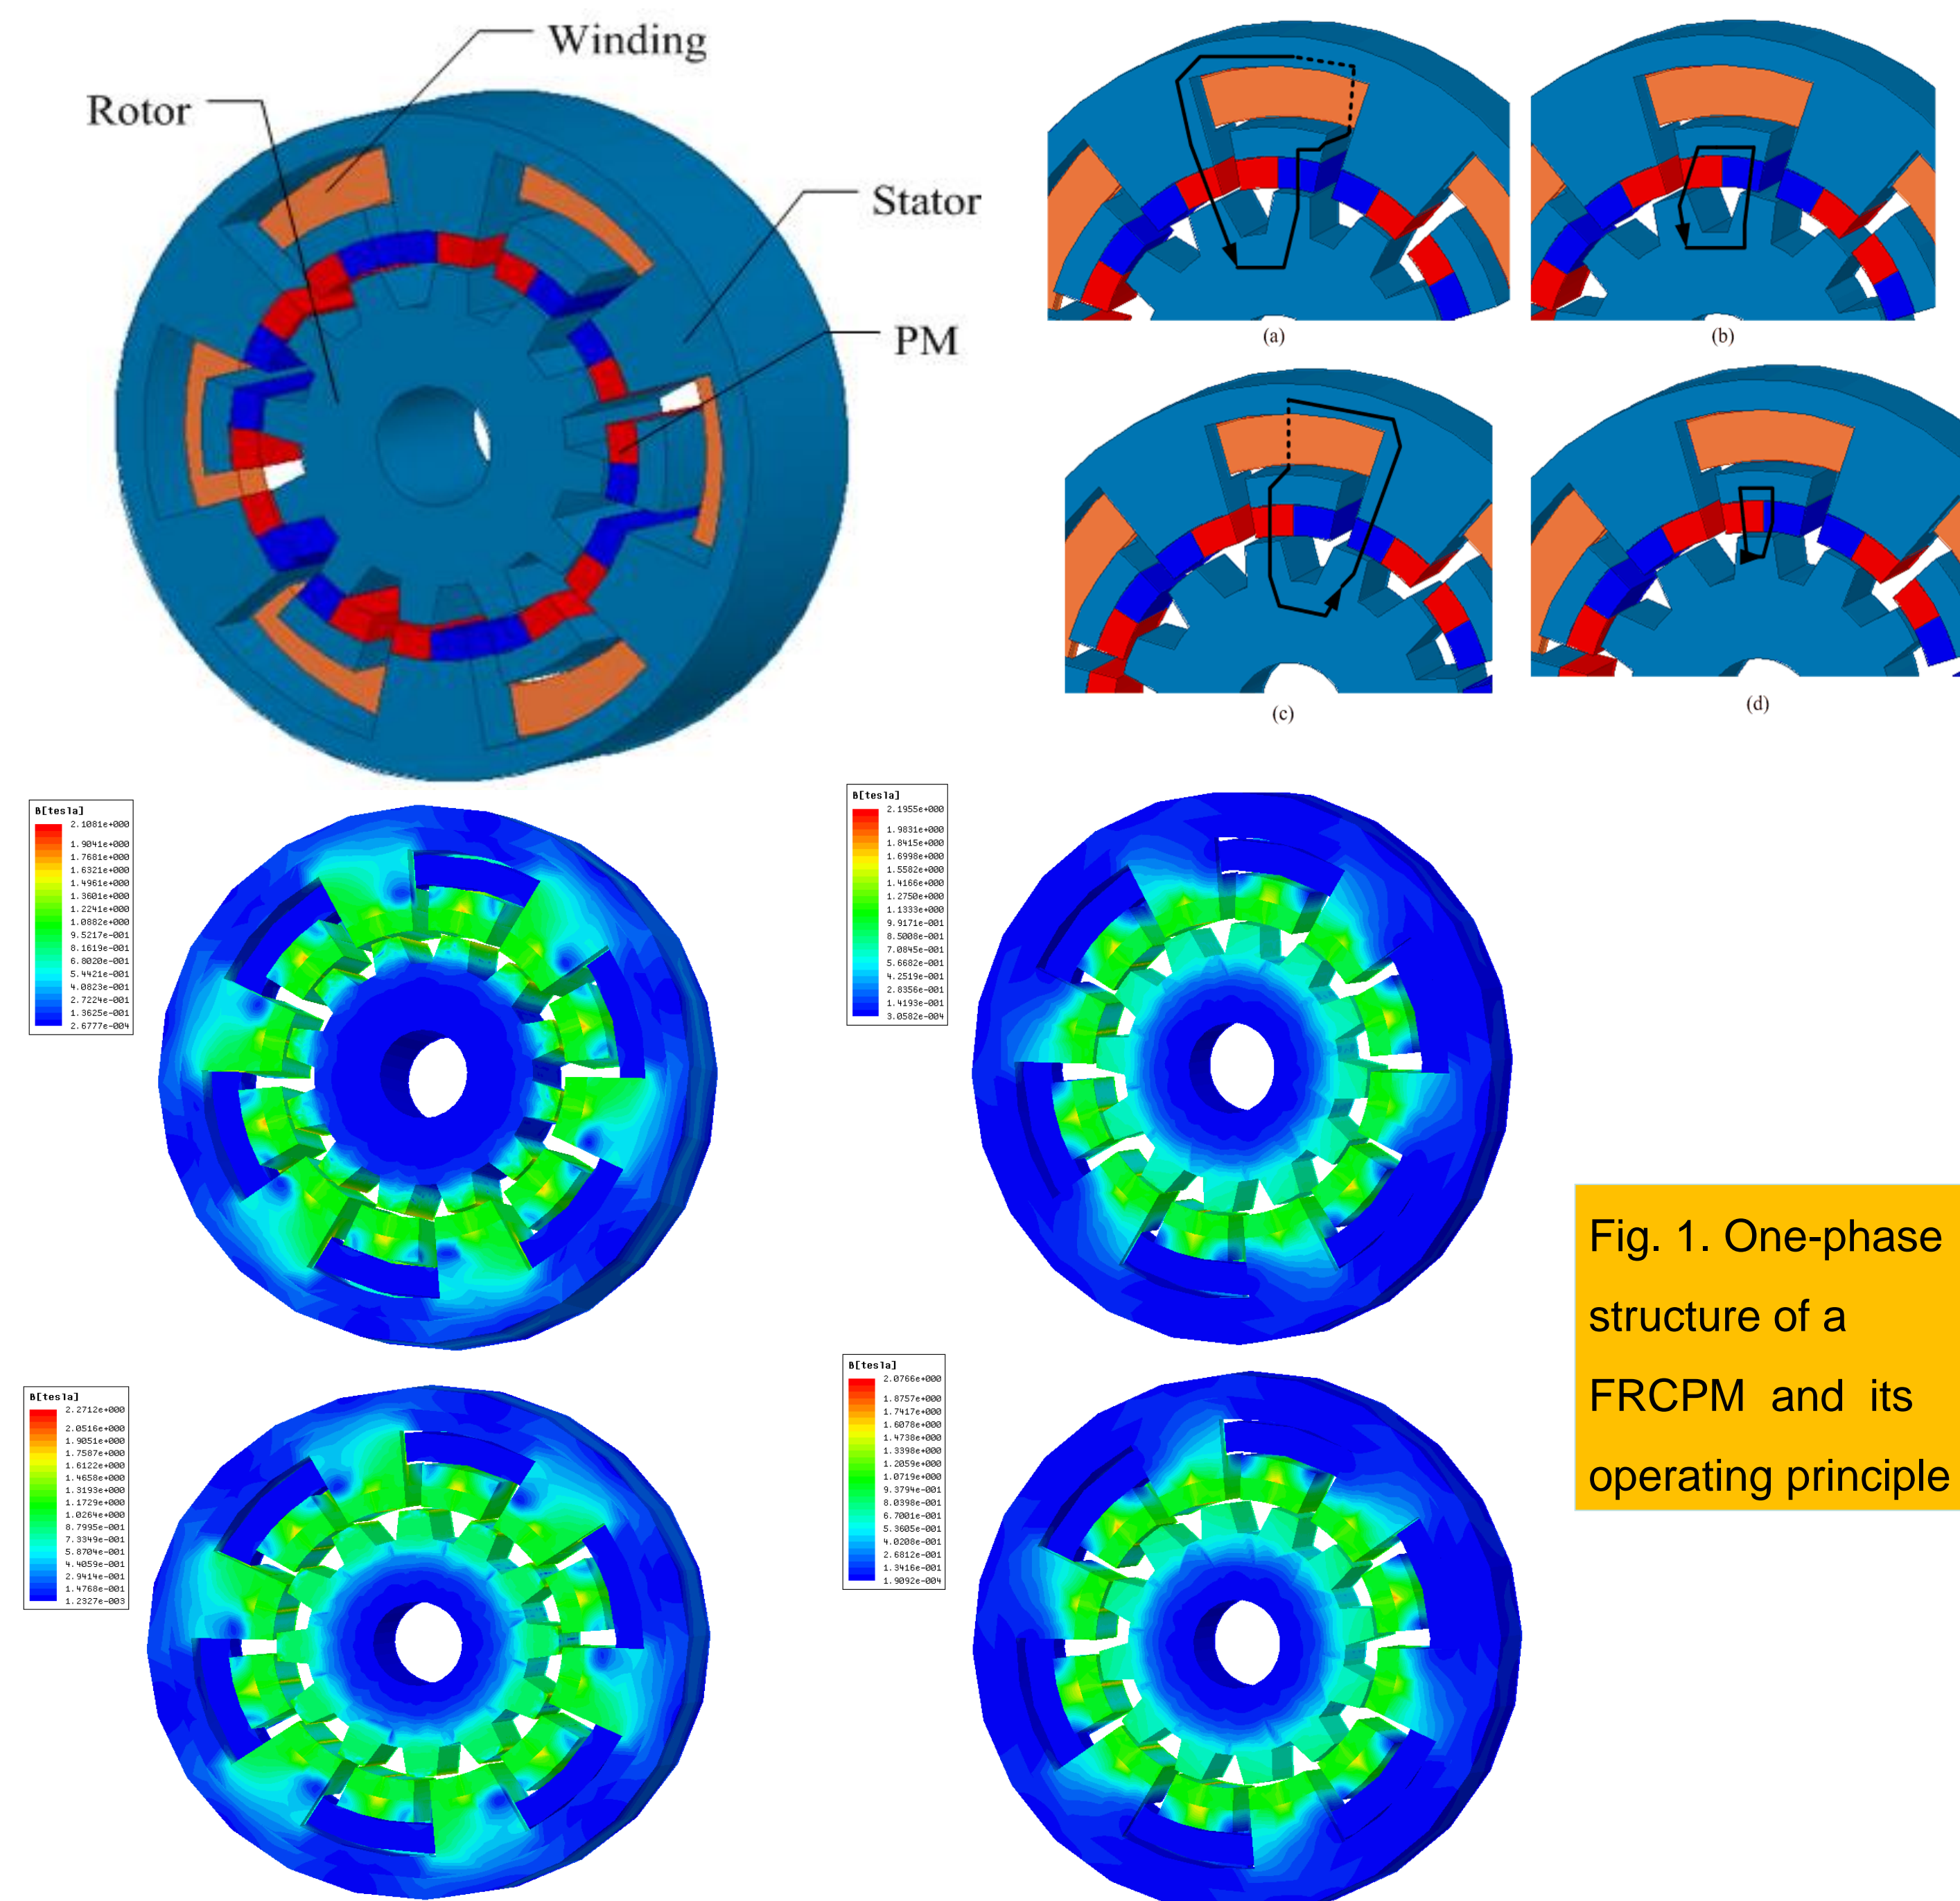 Winding
Rotor
Stator
PM
(a)
(b)
(c)
(d)
B[tesla]
2.1081e+000
1.9041e+000
1.7681e+000
1.6321e+000
1.4961e+000
1.3601e+000
1.2241e+000
1.0882e+000
9.5217e-001
8.1619e-001
6.8020e-001
5.4421e-001
4.0823e-001
2.7224e-001
1.3625e-001
2.6777e-004
B[tesla]
2.1955e+000
1.9831e+000
1.8415e+000
1.6998e+000
1.5582e+000
1.4166e+000
1.2750e+000
1.1333e+000
9.9171e-001
8.5008e-001
7.0845e-001
5.6682e-001
4.2519e-001
2.8356e-001
1.4193e-001
3.0582e-004
B[tesla]
2.2712e+000
2.0516e+000
1.9051e+000
1.7587e+000
1.6122e+000
1.4658e+000
1.3193e+000
1.1729e+000
1.0264e+000
8.7995e-001
7.3349e-001
5.8704e-001
4.4059e-001
2.9414e-001
1.4768e-001
1.2327e-003
B[tesla]
2.0766e+000
1.8757e+000
1.7417e+000
1.6078e+000
1.4738e+000
1.3398e+000
1.2059e+000
1.0719e+000
9.3794e-001
8.0398e-001
6.7001e-001
5.3605e-001
4.0208e-001
2.6812e-001
1.3416e-001
1.9092e-004
Fig. 1. One-phase
structure of a
FRCPM and its
operating principle